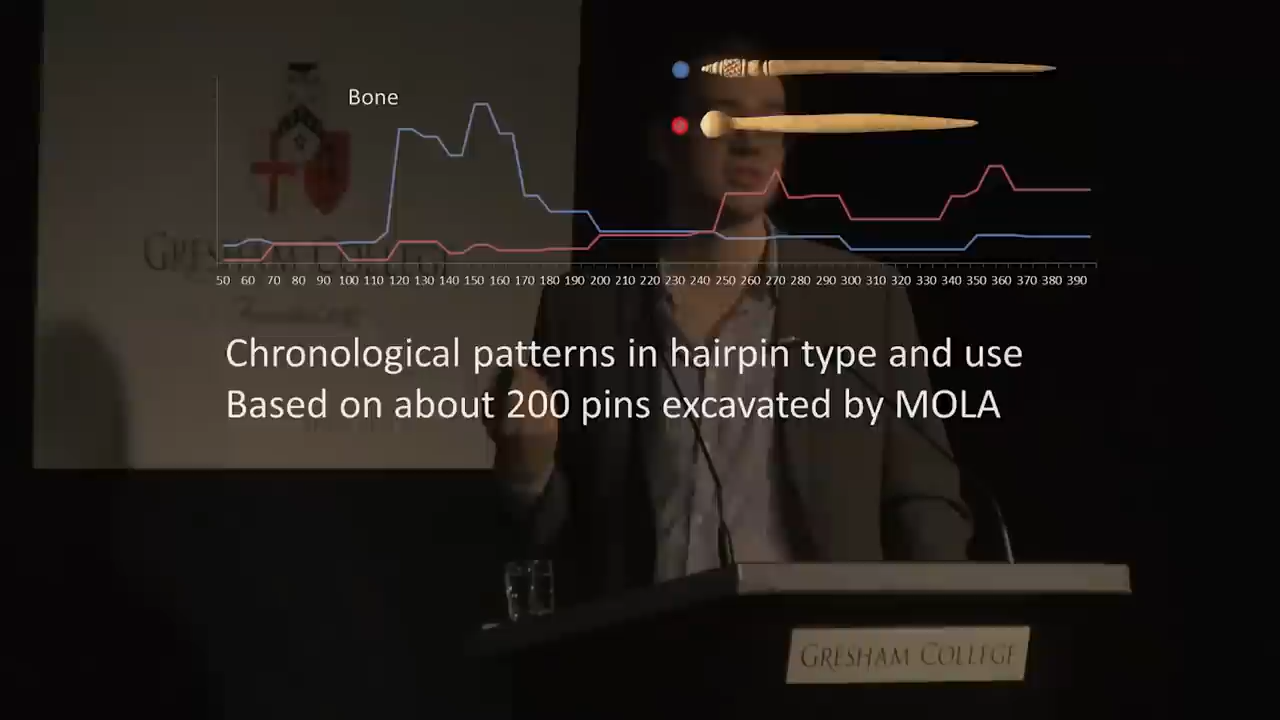 Bone
50 60 70 80 90 100 110 120 130 140 150 160 170 180 190 200 210 220 230 240 250 260 270 280 290 300 310 320 330 340 350 360 370 380 390
GRESHAM COLLEGE
Chronological patterns in hairpin type and use
Based on about 200 pins excavated by MOLA
GRESHAM COLLEGE